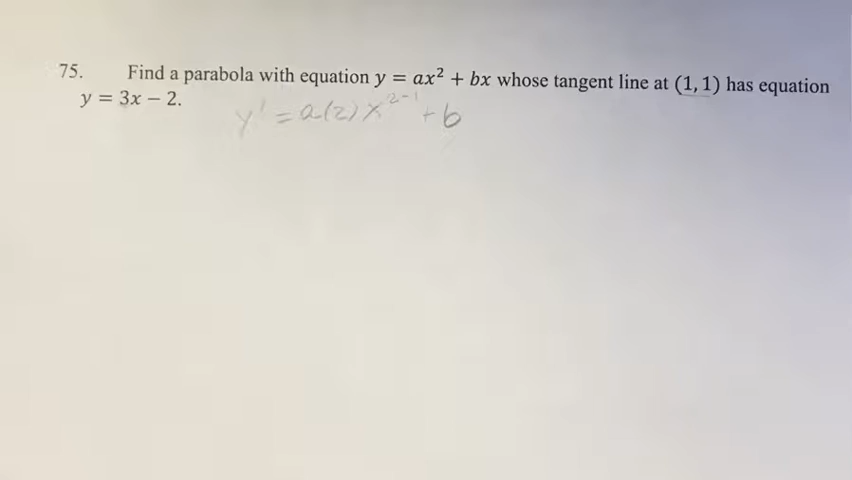 75. Find a parabola with equation y = ax² + bx whose tangent line at (1, 1) has equation
y = 3x − 2.
y' = a(2)x²⁻¹ + b